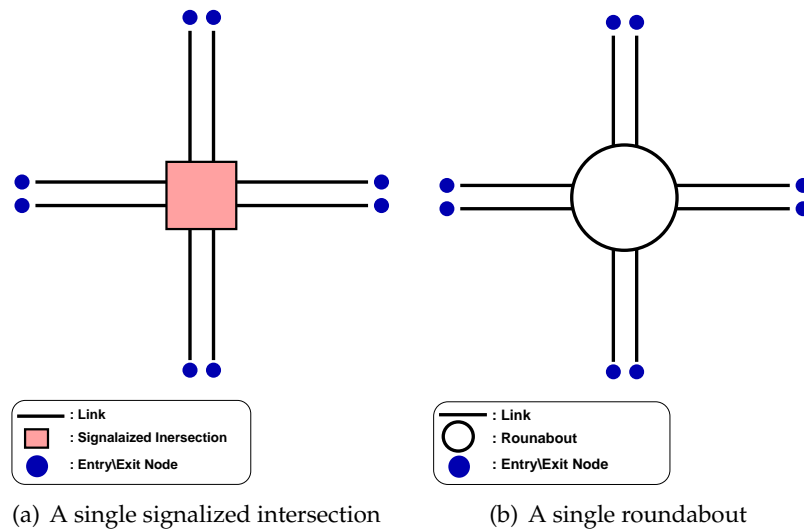 : Link
: Signalaized Inersection
: Entry\Exit Node
(a) A single signalized intersection
: Link
: Rounabout
: Entry\Exit Node
(b) A single roundabout